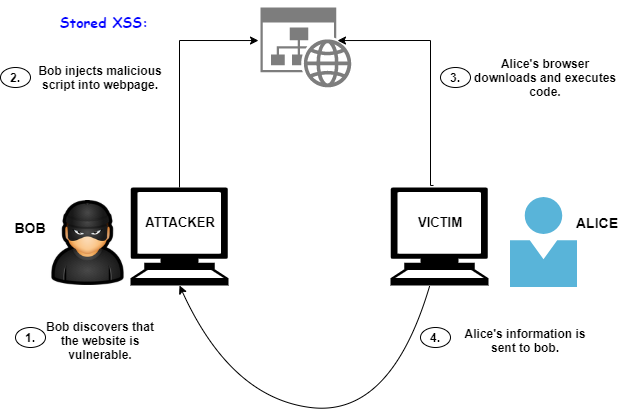 Stored XSS:
2.
Bob injects malicious
script into webpage.
3.
Alice's browser
downloads and executes
code.
BOB
ATTACKER
VICTIM
ALICE
1.
Bob discovers that
the website is
vulnerable.
4.
Alice's information is
sent to bob.